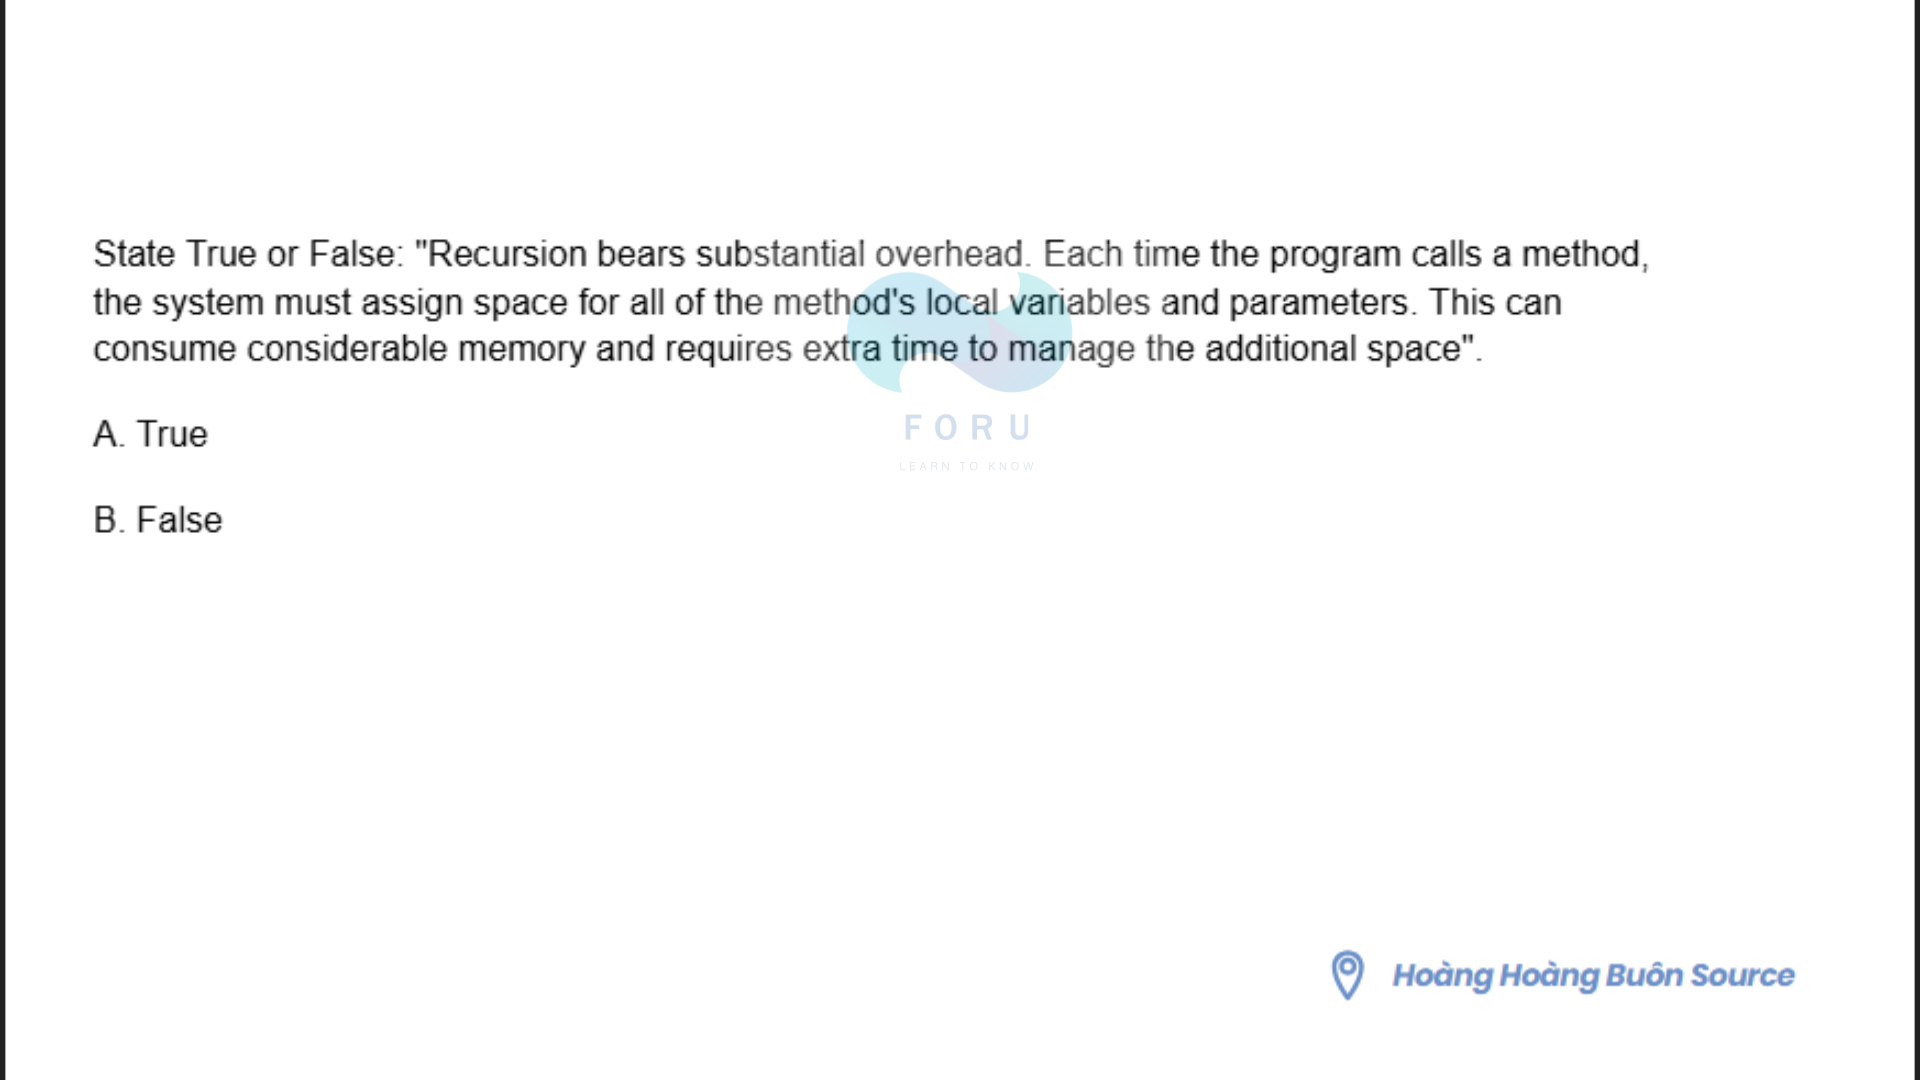 State True or False: "Recursion bears substantial overhead. Each time the program calls a method,
the system must assign space for all of the method's local variables and parameters. This can
consume considerable memory and requires extra time to manage the additional space".
A. True
B. False
FORU
LEARN TO KNOW
Hoàng Hoàng Buôn Source